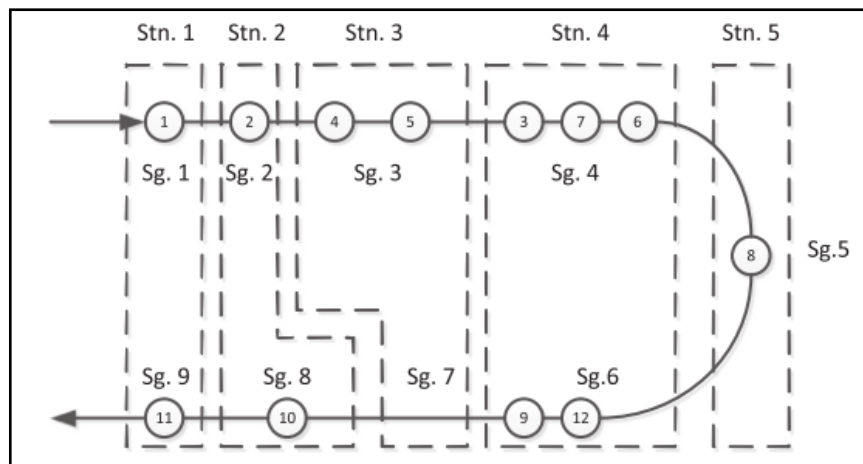 Stn. 1 Stn. 2 Stn. 3 Stn. 4 Stn. 5
1 2 4 5 3 7 6
Sg. 1 Sg. 2 Sg. 3 Sg. 4
8 Sg.5
Sg. 9 Sg. 8 Sg. 7 Sg.6
11 10 9 12